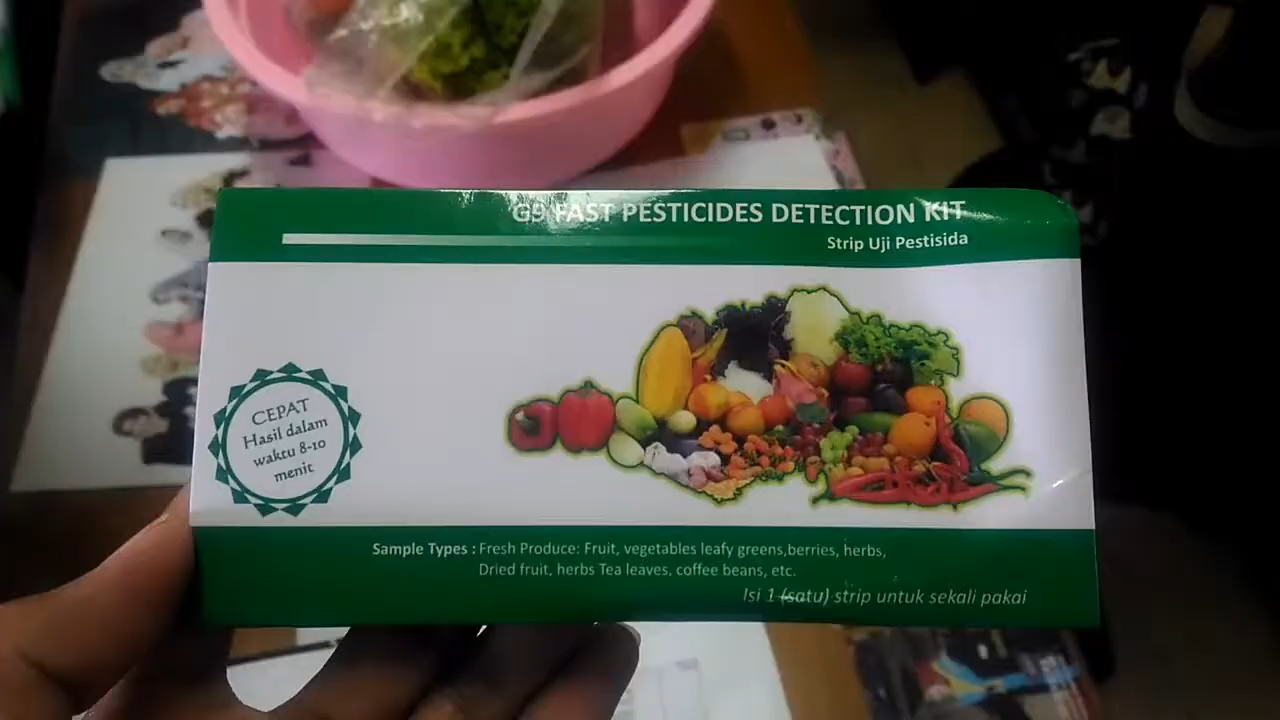 G9 FAST PESTICIDES DETECTION KIT
Strip Uji Pestisida
CEPAT
Hasil dalam
waktu 8-10
menit
Sample Types : Fresh Produce: Fruit, vegetables leafy greens,berries, herbs,
Dried fruit, herbs Tea leaves, coffee beans, etc.
Isi 1 (satu) strip untuk sekali pakai